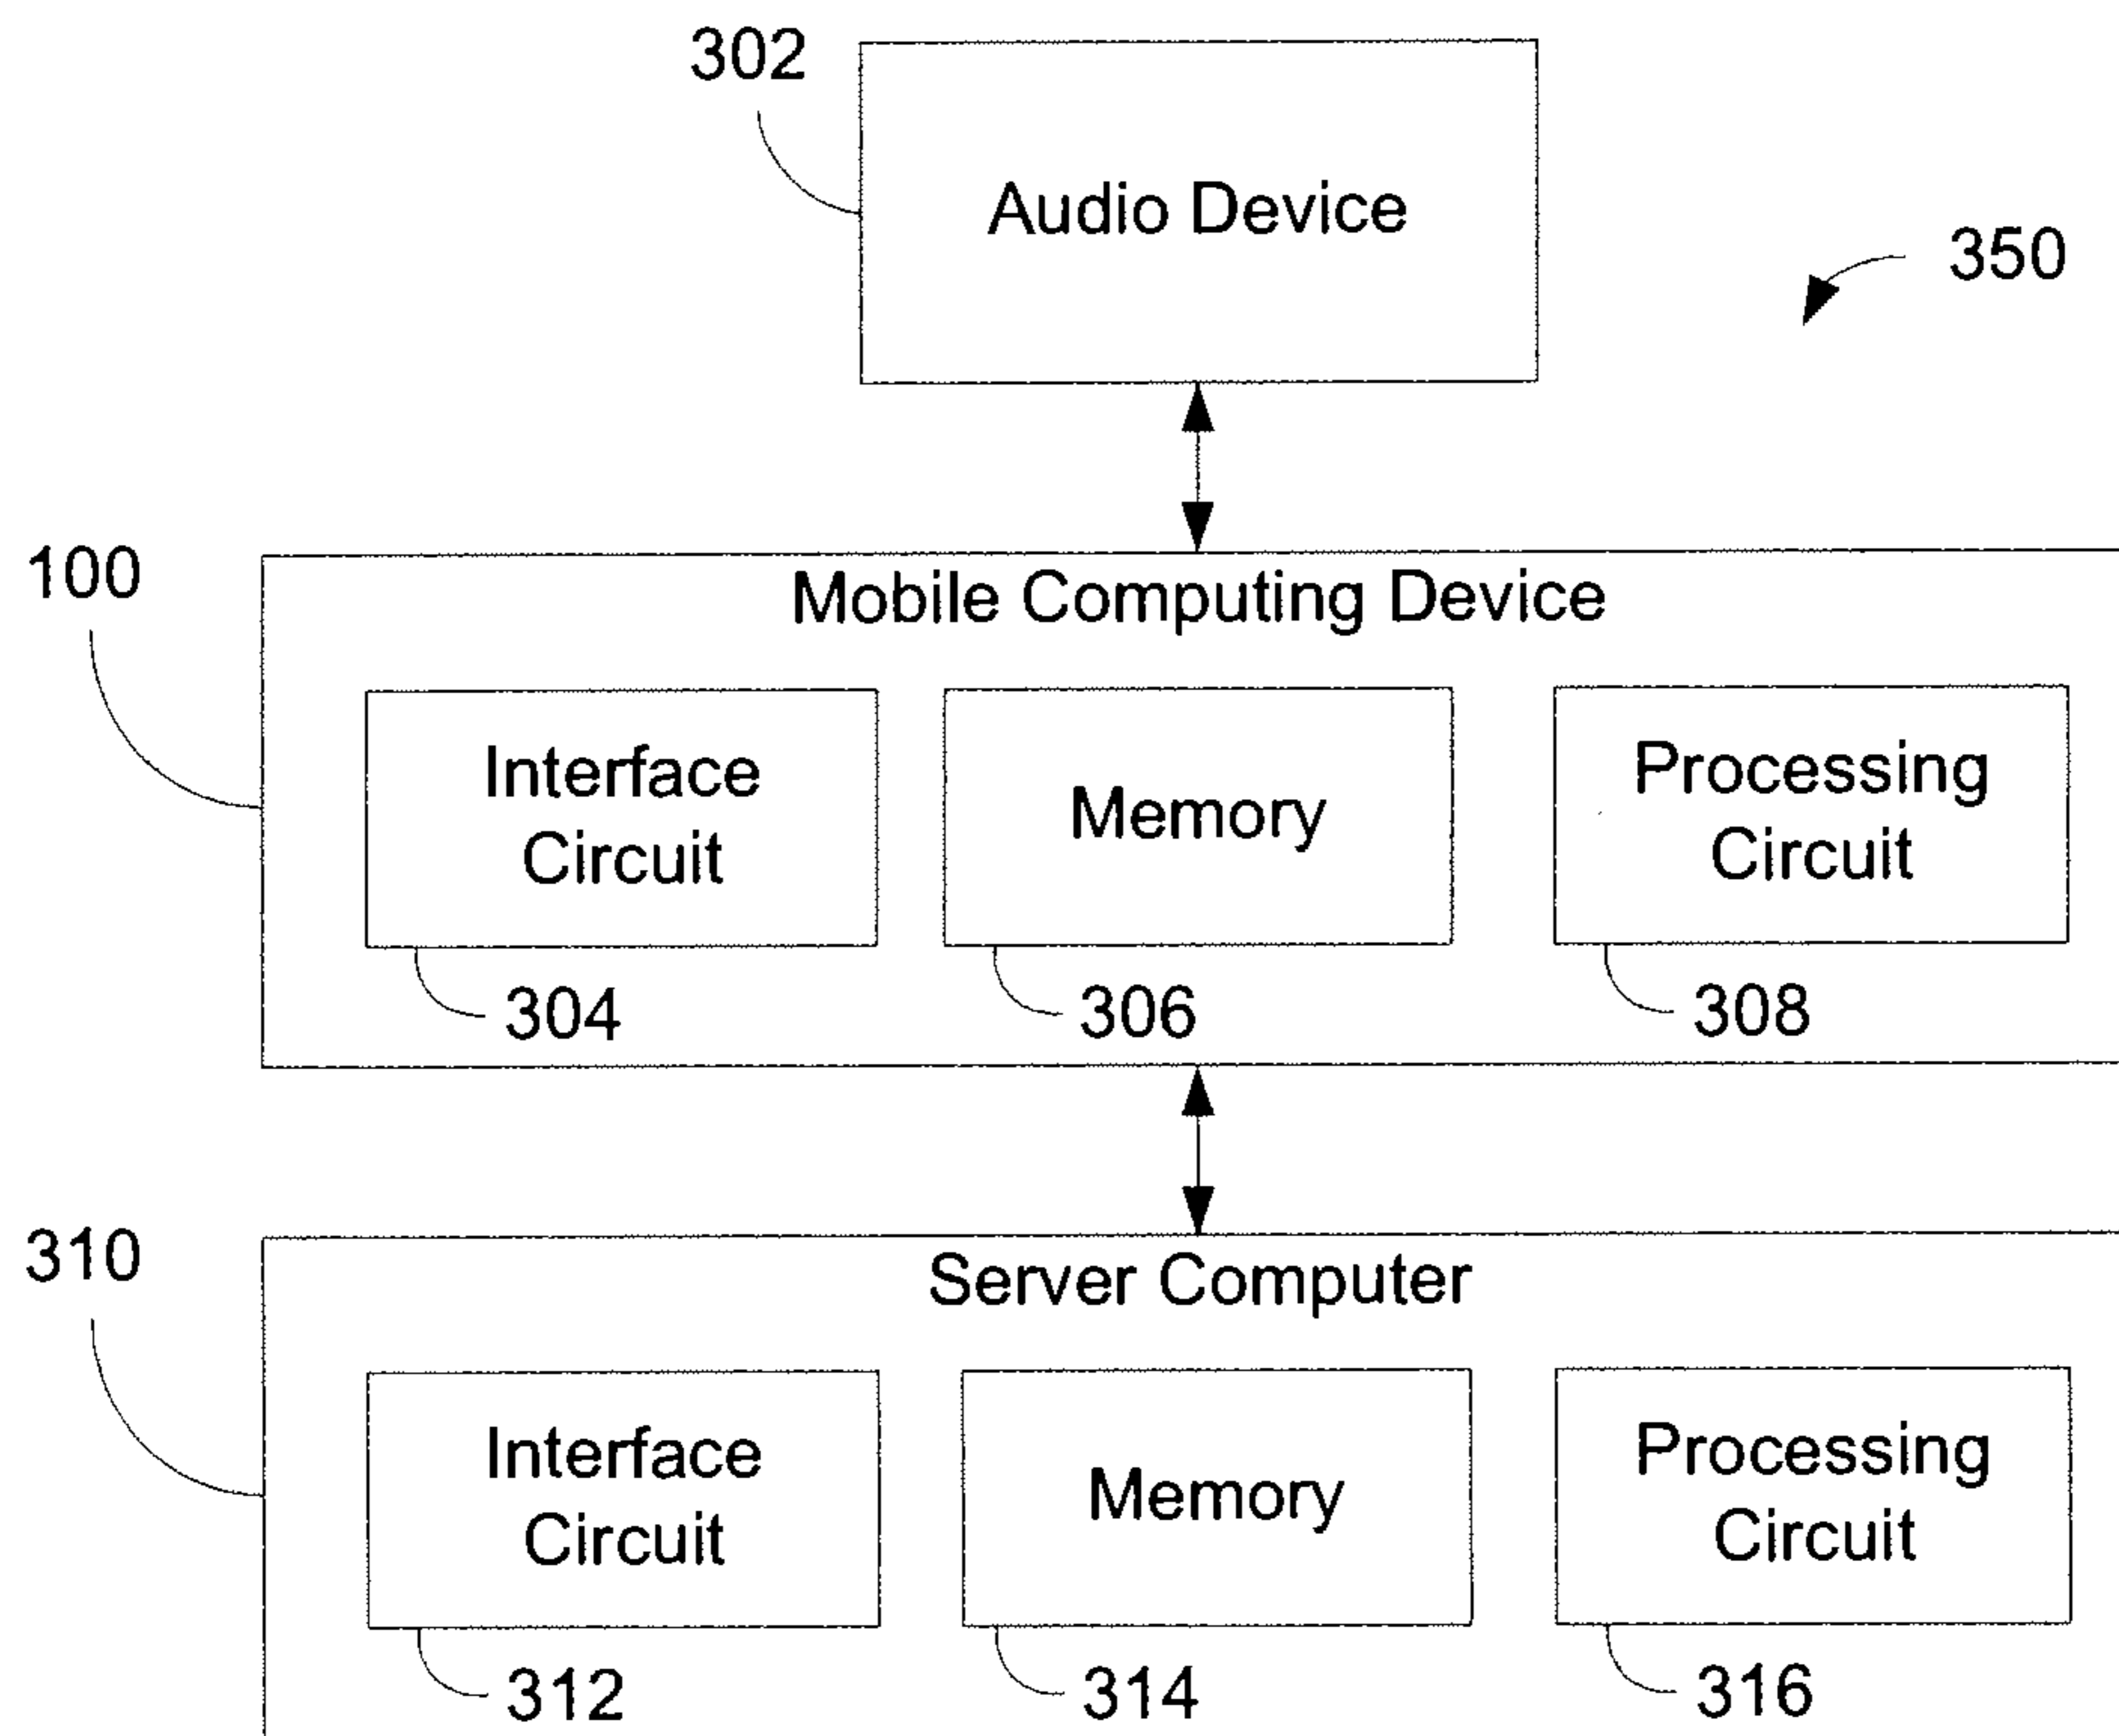 302
Audio Device
350
100
Mobile Computing Device
Interface
Circuit
Memory
Processing
Circuit
304
306
308
310
Server Computer
Interface
Circuit
Memory
Processing
Circuit
312
314
316